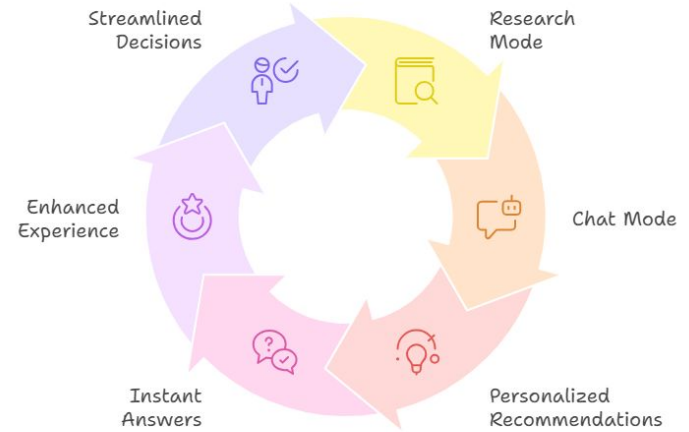 Streamlined
Decisions
Research
Mode
Enhanced
Experience
Chat Mode
Instant
Answers
Personalized
Recommendations